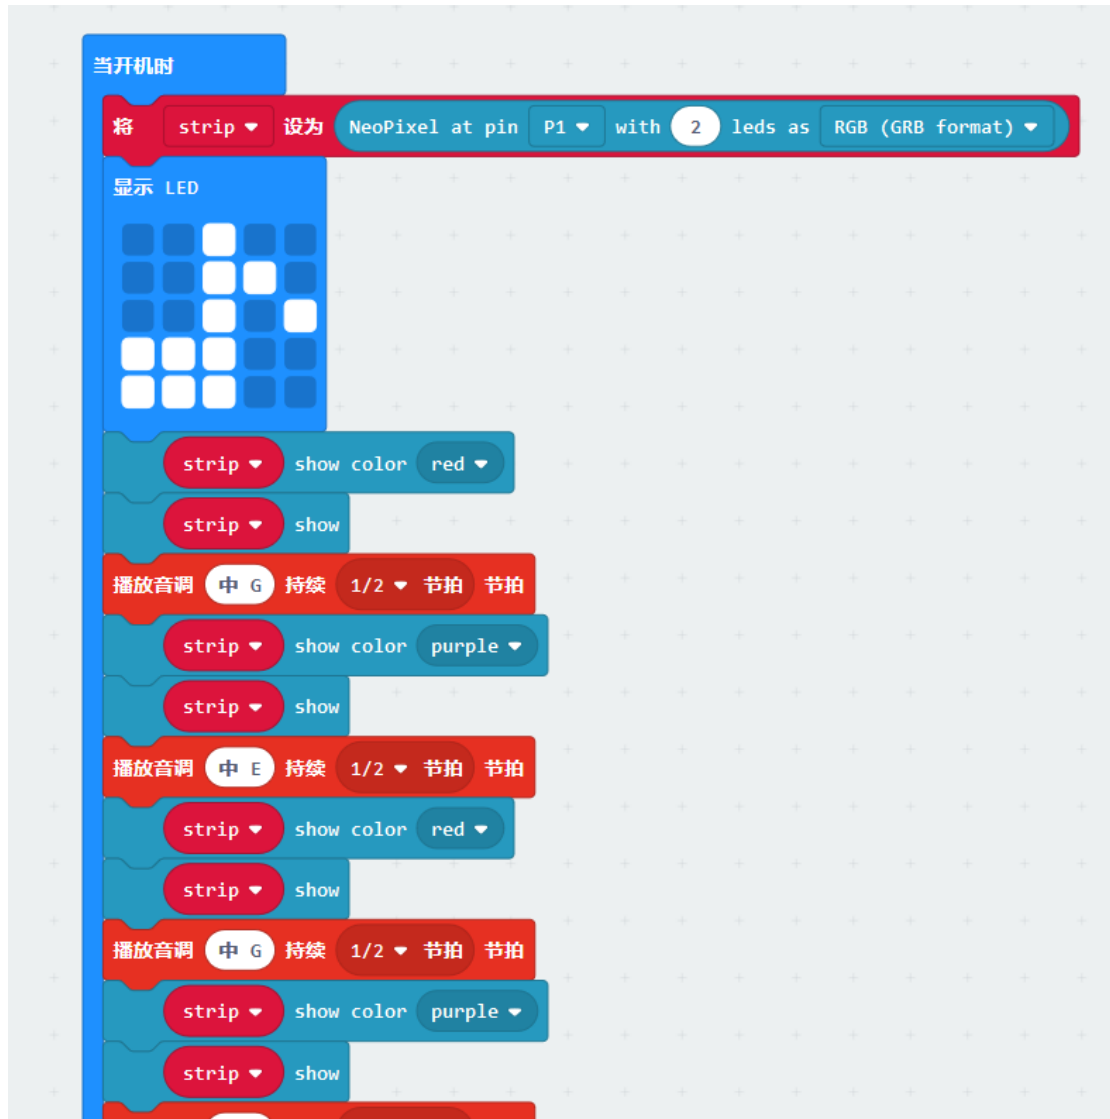 当开机时
将 strip 设为 NeoPixel at pin P1 with 2 leds as RGB (GRB format)
显示 LED
strip show color red
strip show
播放音调 中 G 持续 1/2 节拍 节拍
strip show color purple
strip show
播放音调 中 E 持续 1/2 节拍 节拍
strip show color red
strip show
播放音调 中 G 持续 1/2 节拍 节拍
strip show color purple
strip show